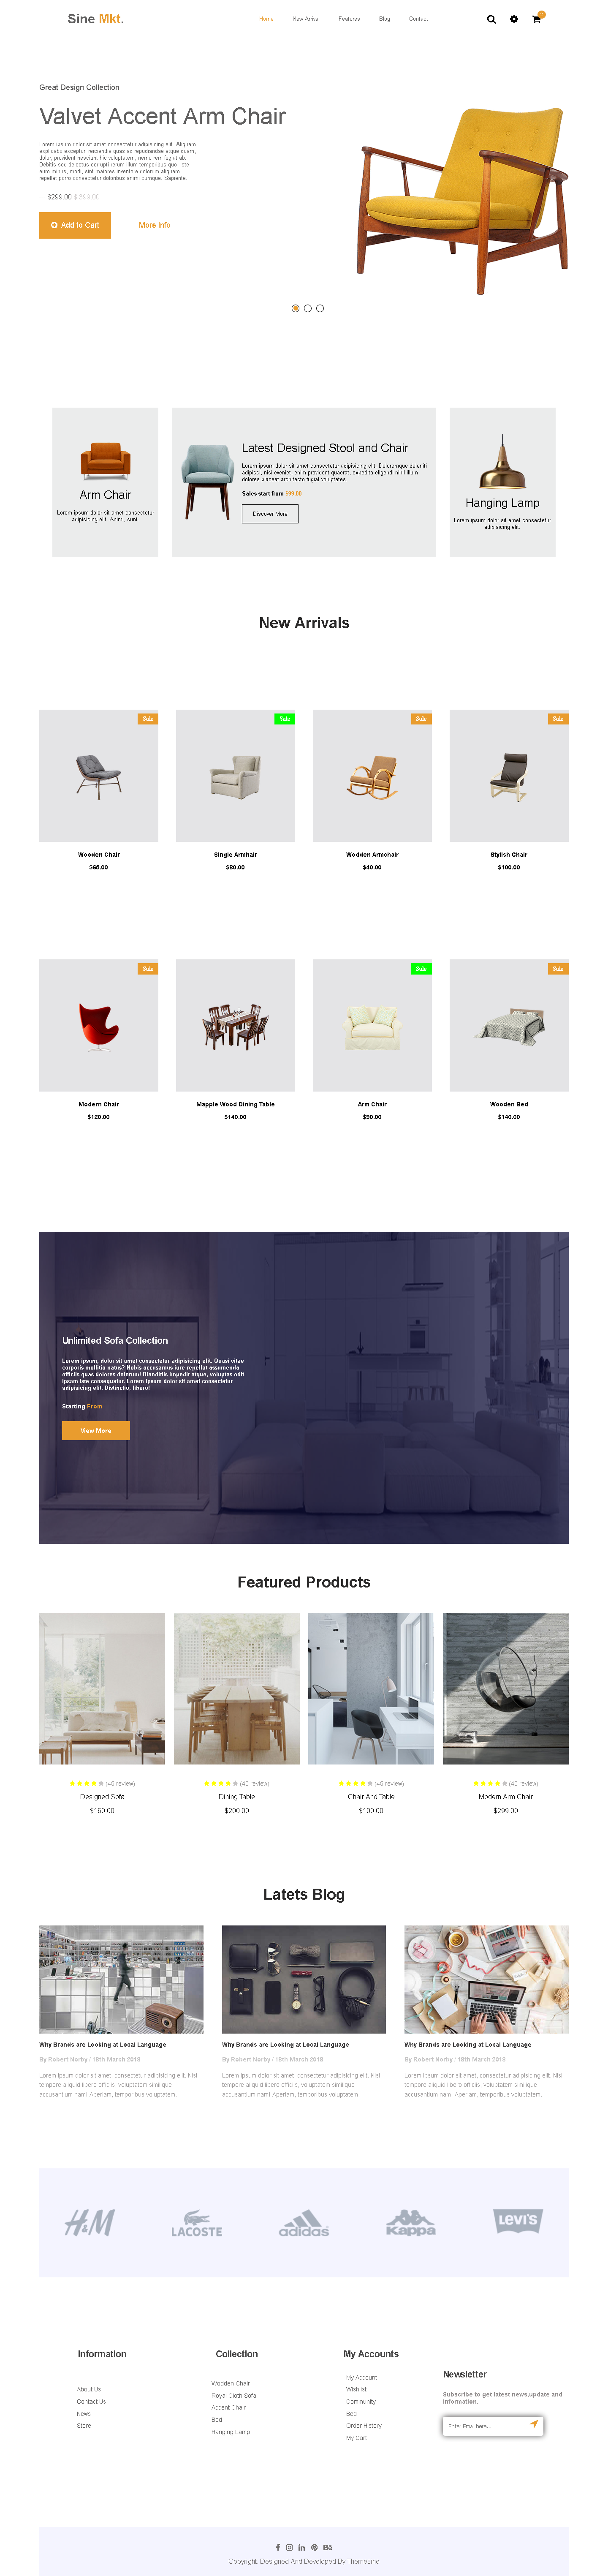 Sine Mkt.
Home
New Arrival
Features
Blog
Contact
Great Design Collection
Valvet Accent Arm Chair
Lorem ipsum dolor sit amet consectetur adipisicing elit. Aliquam
explicabo excepturi reiciendis quas ad repudiandae atque quam,
dolor, provident nesciunt hic voluptatem, nemo rem fugiat ab.
Debitis sed delectus corrupti rerum illum temporibus quo, iste
eum minus, modi, sint maiores inventore dolorum aliquam
repellat porro consectetur doloribus animi cumque. Sapiente.
— $299.00 $ 399.00
Add to Cart
More Info
Arm Chair
Lorem ipsum dolor sit amet consectetur
adipisicing elit. Animi, sunt.
Latest Designed Stool and Chair
Lorem ipsum dolor sit amet consectetur adipisicing elit. Doloremque deleniti
adipisci, nisi eveniet, enim provident quaerat, expedita eligendi nihil illum
dolores placeat architecto fugiat voluptates.
Sales start from $99.00
Discover More
Hanging Lamp
Lorem ipsum dolor sit amet consectetur
adipisicing elit.
New Arrivals
Sale
Sale
Sale
Sale
Wooden Chair
Single Armhair
Wodden Armchair
Stylish Chair
$65.00
$80.00
$40.00
$100.00
Sale
Sale
Sale
Modern Chair
Mapple Wood Dining Table
Arm Chair
Wooden Bed
$120.00
$140.00
$90.00
$140.00
Unlimited Sofa Collection
Lorem ipsum, dolor sit amet consectetur adipisicing elit. Quasi vitae
corporis mollitia natus? Nobis accusamus iure repellat assumenda
officiis quas dolores dolorum! Blanditiis impedit atque, voluptas odit
ipsam iste consequatur. Lorem ipsum dolor sit amet consectetur
adipisicing elit. Distinctio, libero!
Starting From
View More
Featured Products
(45 review)
(45 review)
(45 review)
(45 review)
Designed Sofa
Dining Table
Chair And Table
Modern Arm Chair
$160.00
$200.00
$100.00
$299.00
Latets Blog
Why Brands are Looking at Local Language
By Robert Norby / 18th March 2018
Lorem ipsum dolor sit amet, consectetur adipisicing elit. Nisi
tempore aliquid libero officiis, voluptatem similique
accusantium nam! Aperiam, temporibus voluptatem.
Why Brands are Looking at Local Language
By Robert Norby / 18th March 2018
Lorem ipsum dolor sit amet, consectetur adipisicing elit. Nisi
tempore aliquid libero officiis, voluptatem similique
accusantium nam! Aperiam, temporibus voluptatem.
Why Brands are Looking at Local Language
By Robert Norby / 18th March 2018
Lorem ipsum dolor sit amet, consectetur adipisicing elit. Nisi
tempore aliquid libero officiis, voluptatem similique
accusantium nam! Aperiam, temporibus voluptatem.
H&M
LACOSTE
adidas
Kappa
LEVI'S
Information
About Us
Contact Us
News
Store
Collection
Wodden Chair
Royal Cloth Sofa
Accent Chair
Bed
Hanging Lamp
My Accounts
My Account
Wishlist
Community
Bed
Order History
My Cart
Newsletter
Subscribe to get latest news,update and
information.
Enter Email here...
Copyright. Designed And Developed By Themesine